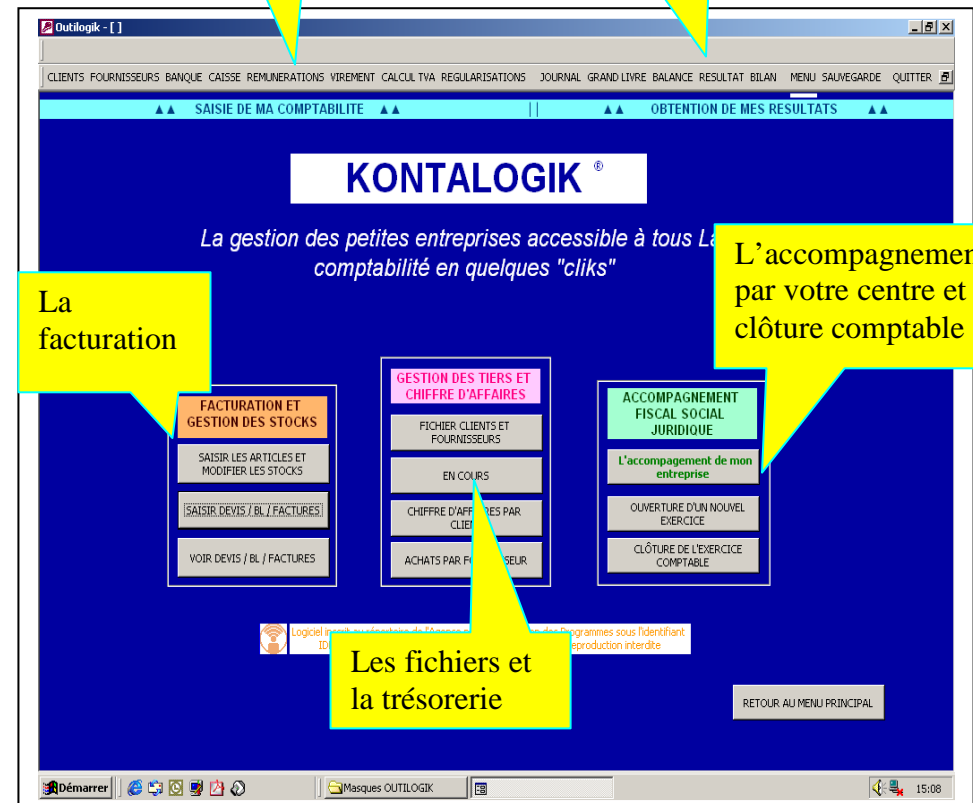 Outilogik - [ ]
CLIENTS FOURNISSEURS BANQUE CAISSE REMUNERATIONS VIREMENT CALCUL TVA REGULARISATIONS JOURNAL GRAND LIVRE BALANCE RESULTAT BILAN MENU SAUVEGARDE QUITTER
SAISIE DE MA COMPTABILITE || OBTENTION DE MES RESULTATS
KONTALOGIK ®
La gestion des petites entreprises accessible à tous
comptabilité en quelques "cliks"
L'accompagnemen
par votre centre et
clôture comptable
La
facturation
FACTURATION ET
GESTION DES STOCKS
SAISIR LES ARTICLES ET
MODIFIER LES STOCKS
SAISIR DEVIS / BL / FACTURES
VOIR DEVIS / BL / FACTURES
GESTION DES TIERS ET
CHIFFRE D'AFFAIRES
FICHIER CLIENTS ET
FOURNISSEURS
EN COURS
CHIFFRE D'AFFAIRES PAR
CLIEN
ACHATS PAR FO SSEUR
ACCOMPAGNEMENT
FISCAL SOCIAL
JURIDIQUE
L'accompagement de mon
entreprise
OUVERTURE D'UN NOUVEL
EXERCICE
CLÔTURE DE L'EXERCICE
COMPTABLE
Logiciel inscrit au répertoire de l'Agence des Programmes sous l'identifiant
ID eproduction interdite
Les fichiers et
la trésorerie
RETOUR AU MENU PRINCIPAL
Démarrer Masques OUTILOGIK 15:08